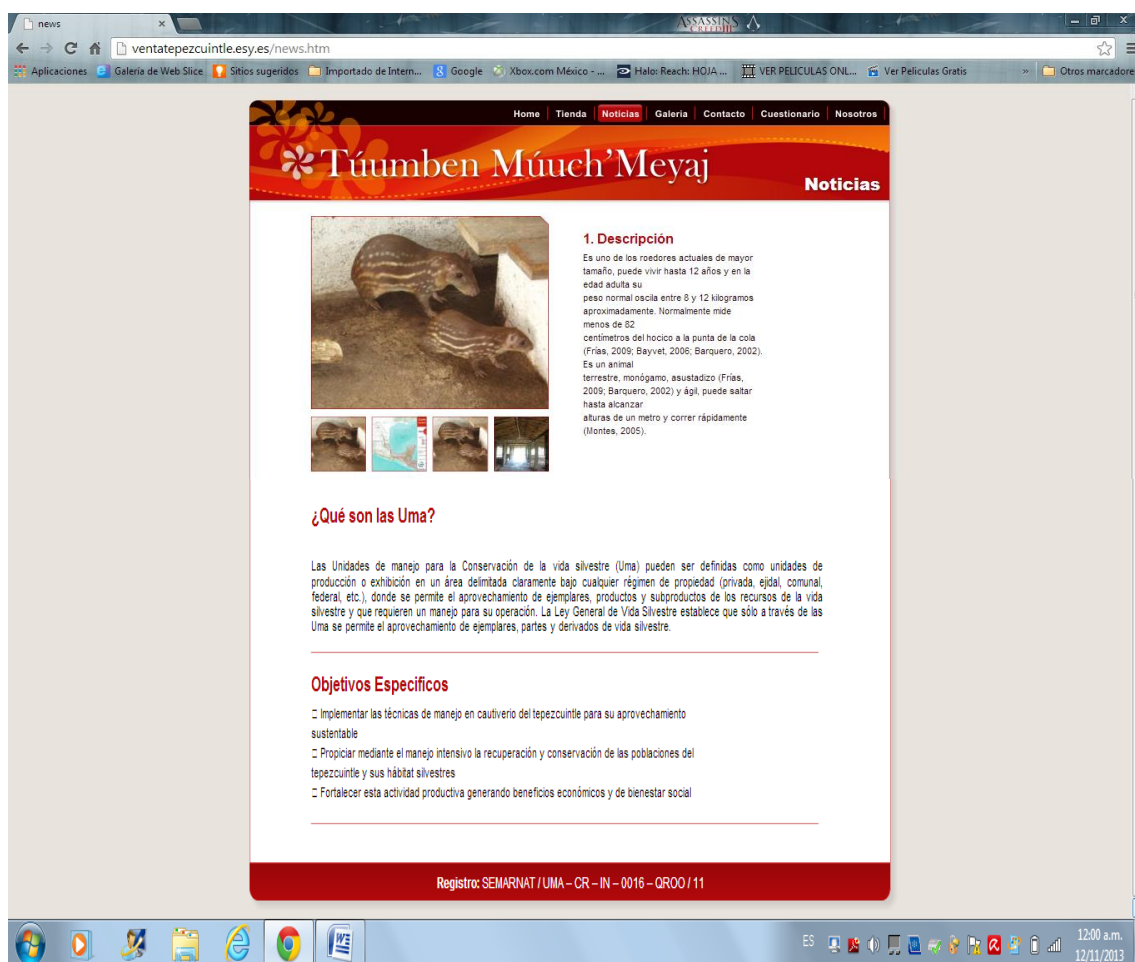 news
ASSASSIN'S
CREED III
ventatepezcuintle.esy.es/news.htm
Aplicaciones Galería de Web Slice Sitios sugeridos Importado de Intern... Google Xbox.com México - ... Halo: Reach: HOJA ... VER PELICULAS ONL... Ver Peliculas Gratis » Otros marcadore
Home Tienda Noticias Galeria Contacto Cuestionario Nosotros
Túumben Múuch'Meyaj
Noticias
1. Descripción
Es uno de los roedores actuales de mayor
tamaño, puede vivir hasta 12 años y en la
edad adulta su
peso normal oscila entre 8 y 12 kilogramos
aproximadamente. Normalmente mide
menos de 82
centímetros del hocico a la punta de la cola
(Frías, 2009; Bayvet, 2006; Barquero, 2002).
Es un animal
terrestre, monógamo, asustadizo (Frías,
2009; Barquero, 2002) y ágil, puede saltar
hasta alcanzar
alturas de un metro y correr rápidamente
(Montes, 2005).
¿Qué son las Uma?
Las Unidades de manejo para la Conservación de la vida silvestre (Uma) pueden ser definidas como unidades de
producción o exhibición en un área delimitada claramente bajo cualquier régimen de propiedad (privada, ejidal, comunal,
federal, etc.), donde se permite el aprovechamiento de ejemplares, productos y subproductos de los recursos de la vida
silvestre y que requieren un manejo para su operación. La Ley General de Vida Silvestre establece que sólo a través de las
Uma se permite el aprovechamiento de ejemplares, partes y derivados de vida silvestre.
Objetivos Especificos
Implementar las técnicas de manejo en cautiverio del tepezcuintle para su aprovechamiento
sustentable
Propiciar mediante el manejo intensivo la recuperación y conservación de las poblaciones del
tepezcuintle y sus hábitat silvestres
Fortalecer esta actividad productiva generando beneficios económicos y de bienestar social
Registro: SEMARNAT / UMA – CR – IN – 0016 – QROO / 11
ES
12:00 a.m.
12/11/2013